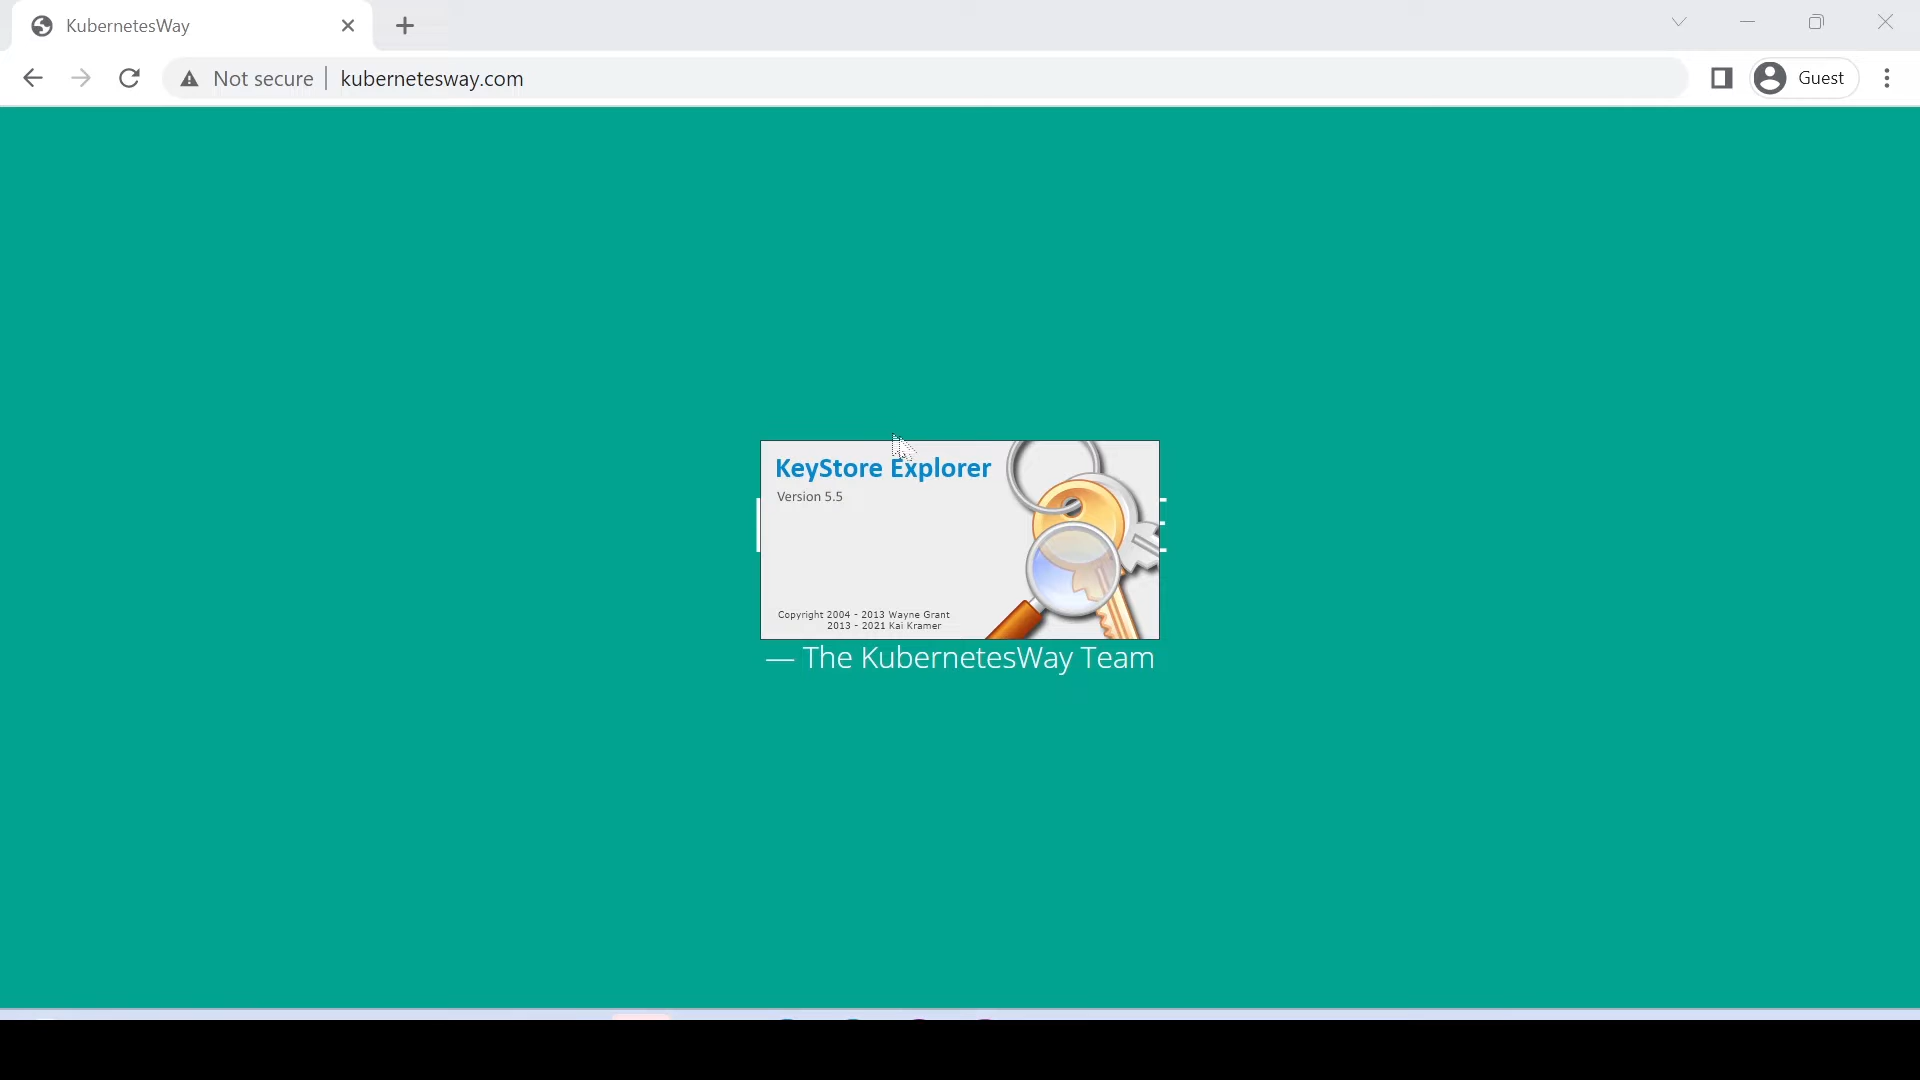 KubernetesWay
Not secure
kubernetesway.com
Guest
KeyStore Explorer
Version 5.5
Copyright 2004 - 2013 Wayne Grant
2013 - 2021 Kai Kramer
— The KubernetesWay Team